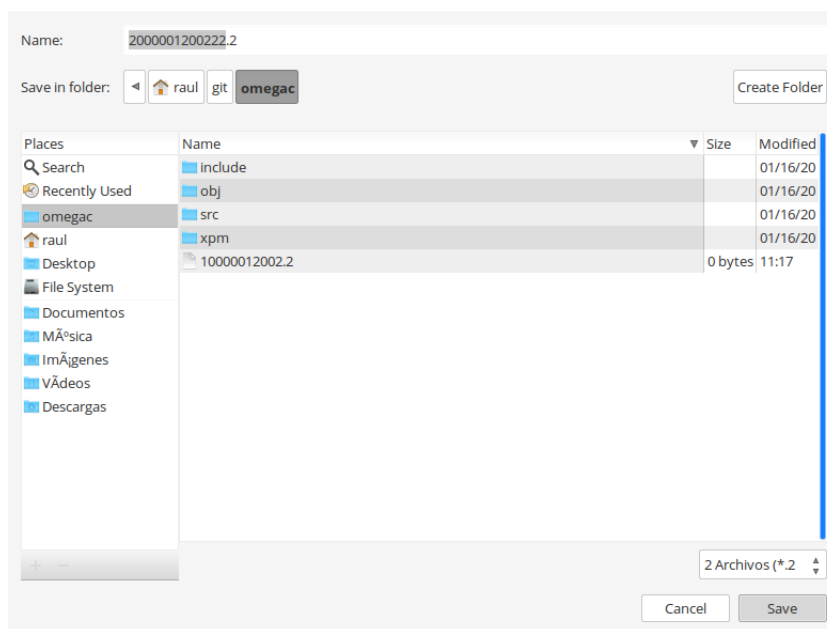 Name: 2000001200222.2
Save in folder: raul git omegac Create Folder
Places Name Size Modified
Search include 01/16/20
Recently Used obj 01/16/20
omegac src 01/16/20
raul xpm 01/16/20
Desktop 10000012002.2 0 bytes 11:17
File System
Documentos
MÃºsica
ImÃ¡genes
VÃdeos
Descargas
2 Archivos (*.2
Cancel Save